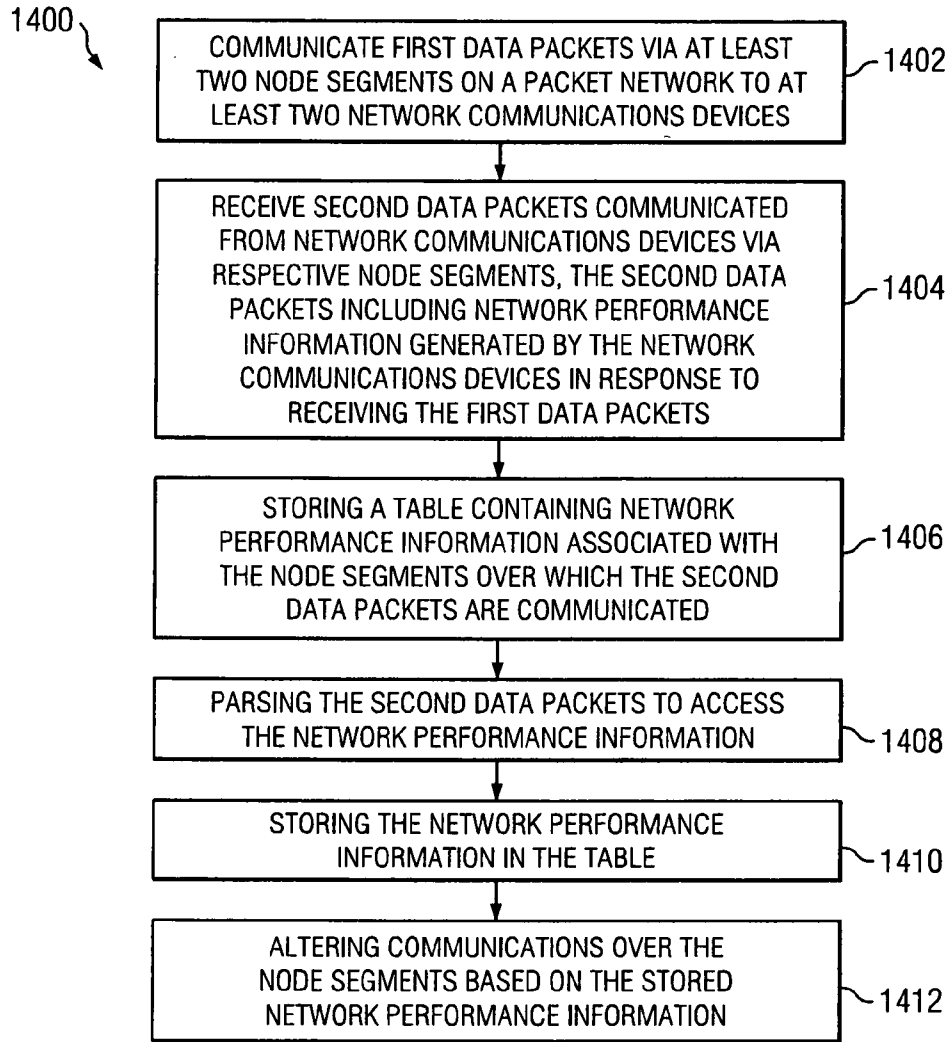 1400
COMMUNICATE FIRST DATA PACKETS VIA AT LEAST
TWO NODE SEGMENTS ON A PACKET NETWORK TO AT
LEAST TWO NETWORK COMMUNICATIONS DEVICES
1402
RECEIVE SECOND DATA PACKETS COMMUNICATED
FROM NETWORK COMMUNICATIONS DEVICES VIA
RESPECTIVE NODE SEGMENTS, THE SECOND DATA
PACKETS INCLUDING NETWORK PERFORMANCE
INFORMATION GENERATED BY THE NETWORK
COMMUNICATIONS DEVICES IN RESPONSE TO
RECEIVING THE FIRST DATA PACKETS
1404
STORING A TABLE CONTAINING NETWORK
PERFORMANCE INFORMATION ASSOCIATED WITH
THE NODE SEGMENTS OVER WHICH THE SECOND
DATA PACKETS ARE COMMUNICATED
1406
PARSING THE SECOND DATA PACKETS TO ACCESS
THE NETWORK PERFORMANCE INFORMATION
1408
STORING THE NETWORK PERFORMANCE
INFORMATION IN THE TABLE
1410
ALTERING COMMUNICATIONS OVER THE
NODE SEGMENTS BASED ON THE STORED
NETWORK PERFORMANCE INFORMATION
1412